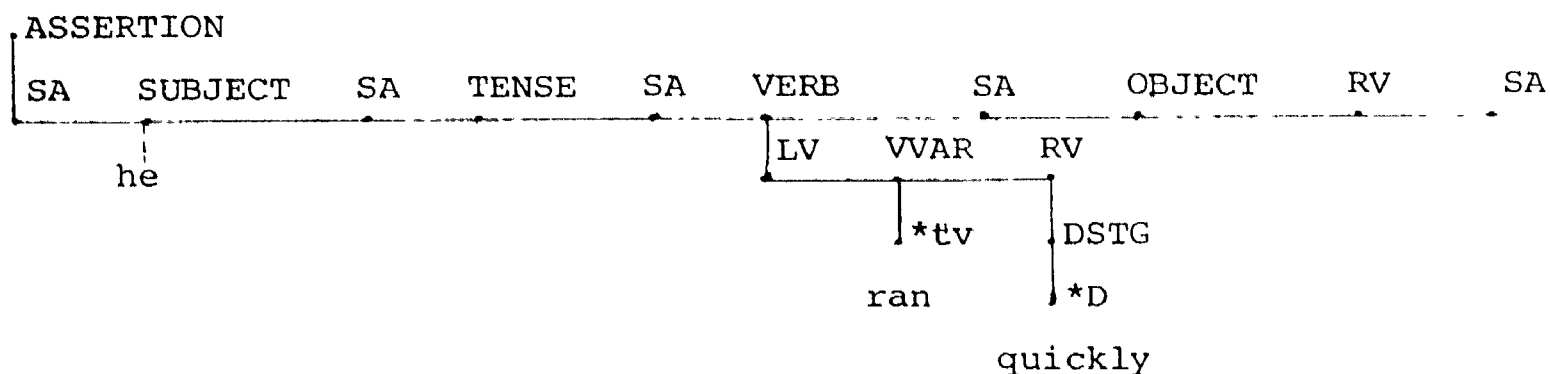 ASSERTION
SA SUBJECT SA TENSE SA VERB SA OBJECT RV SA
LV VVAR RV
he
*tv DSTG
ran *D
quickly